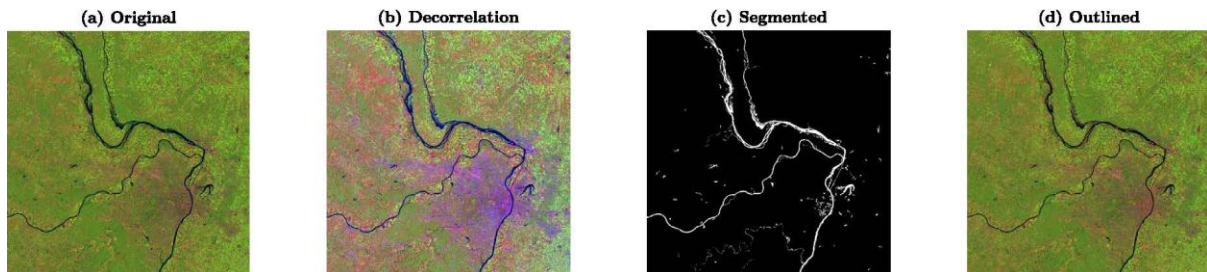 (a) Original
(b) Decorrelation
(c) Segmented
(d) Outlined